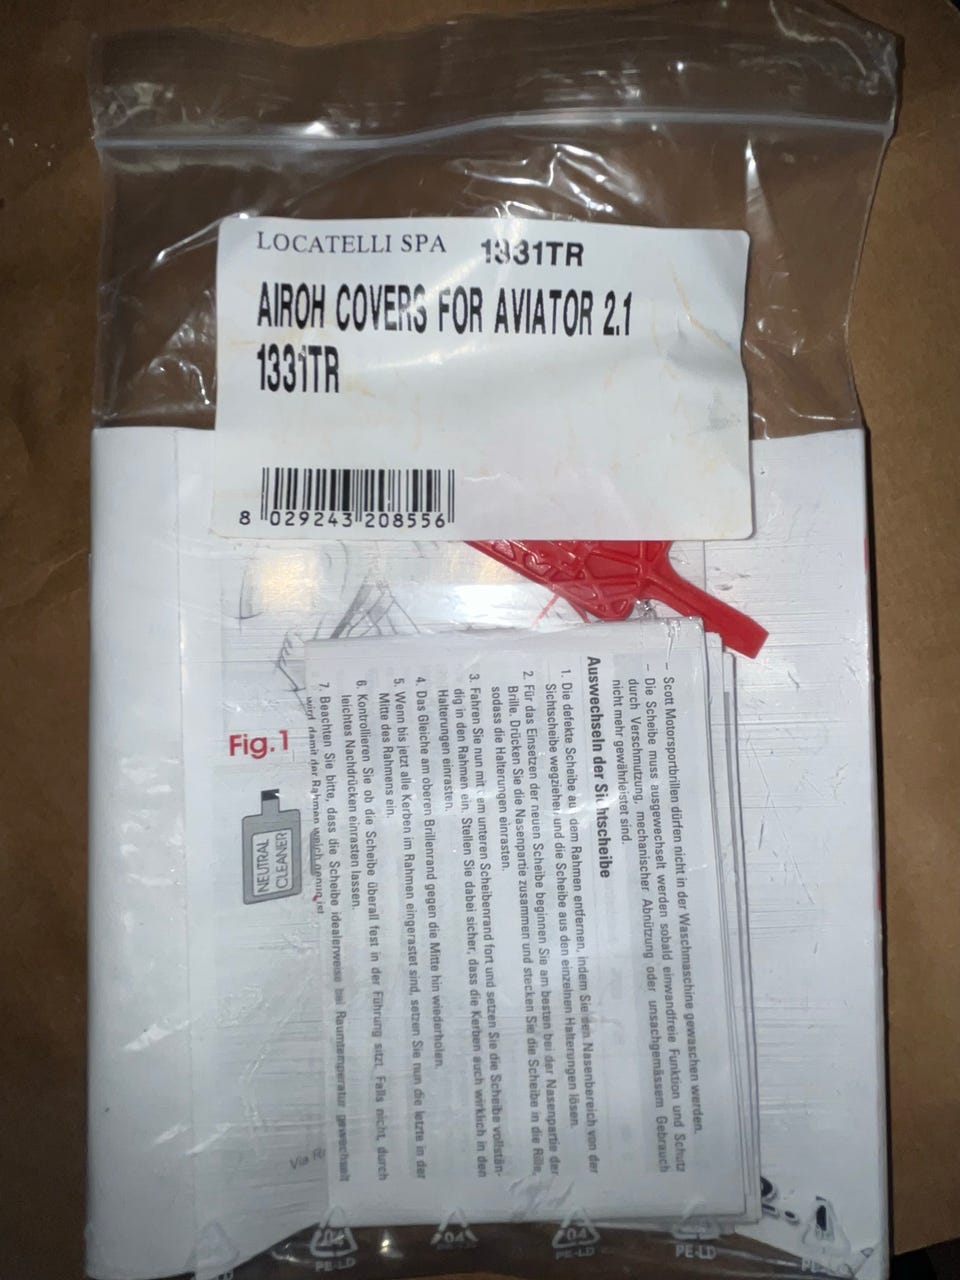 LOCATELLI SPA 1331TR
AIROH COVERS FOR AVIATOR 2.1
1331TR
8 029243 208556
– Scott Motorsportbrillen dürfen nicht in der Waschmaschine gewaschen werden.
– Die Scheibe muss ausgewechselt werden sobald einwandfreie Funktion und Schutz
durch Verschmutzung, mechanischer Abnützung oder unsachgemässem Gebrauch
nicht mehr gewährleistet sind.
Auswechseln der Sichtscheibe
1. Die defekte Scheibe aus dem Rahmen entfernen, indem Sie den Nasenbereich von der
Sichtscheibe wegziehen und die Scheibe aus den einzelnen Halterungen lösen.
2. Für das Einsetzen der neuen Scheibe beginnen Sie am besten bei der Nasenpartie der
Brille. Drücken Sie die Nasenpartie zusammen und stecken Sie die Scheibe in die Rille,
sodass die Halterungen einrasten.
3. Fahren Sie nun mit dem unteren Scheibenrand fort und setzen Sie die Scheibe vollstän-
dig in den Rahmen ein. Stellen Sie dabei sicher, dass die Kerben auch wirklich in den
Halterungen einrasten.
4. Das Gleiche am oberen Brillenrand gegen die Mitte hin wiederholen.
5. Wenn bis jetzt alle Kerben im Rahmen eingerastet sind, setzen Sie nun die letzte in der
Mitte des Rahmens ein.
6. Kontrollieren Sie ob die Scheibe überall fest in der Führung sitzt. Falls nicht, durch
leichtes Nachdrücken einrasten lassen.
7. Beachten Sie bitte, dass die Scheibe idealerweise bei Raumtemperatur gewechselt
wird damit der Rahmen weich genug ist.
Fig.1
NEUTRAL
CLEANER
Via
04
PE-LD
04
04
PE-LD
PE-LD